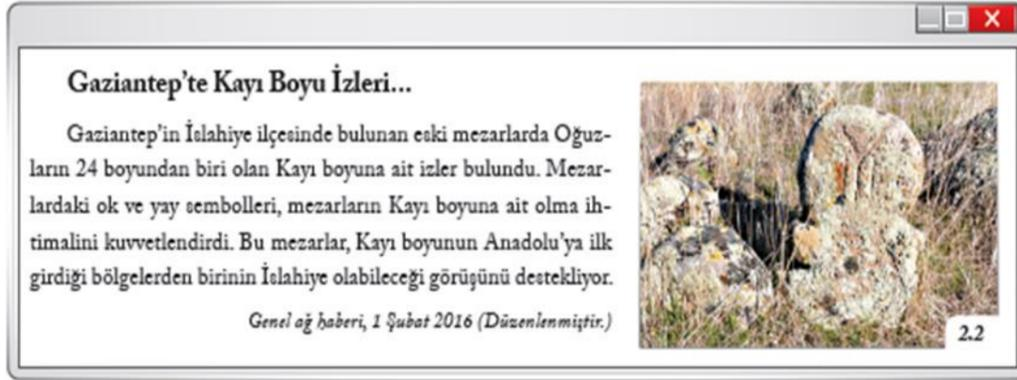 Gaziantep'te Kayı Boyu İzleri...
Gaziantep'in İslahiye ilçesinde bulunan eski mezarlarda Oğuz-
ların 24 boyundan biri olan Kayı boyuna ait izler bulundu. Mezar-
lardaki ok ve yay sembolleri, mezarların Kayı boyuna ait olma ih-
timalini kuvvetlendirdi. Bu mezarlar, Kayı boyunun Anadolu'ya ilk
girdiği bölgelerden birinin İslahiye olabileceği görüşünü destekliyor.
Genel ağ haberi, 1 Şubat 2016 (Düzenlenmiştir.)
2.2